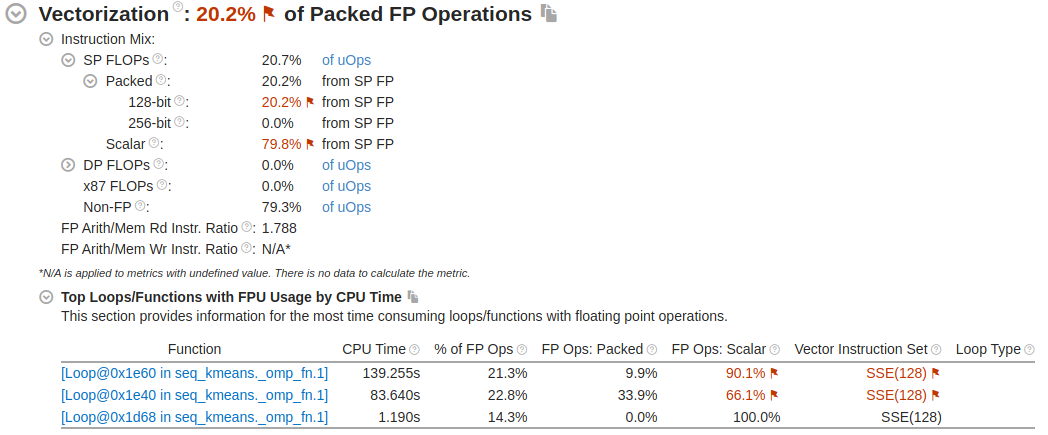 Vectorization ?: 20.2% of Packed FP Operations
Instruction Mix:
SP FLOPs ?: 20.7% of uOps
Packed ?: 20.2% from SP FP
128-bit ?: 20.2% from SP FP
256-bit ?: 0.0% from SP FP
Scalar ?: 79.8% from SP FP
DP FLOPs ?: 0.0% of uOps
x87 FLOPs ?: 0.0% of uOps
Non-FP ?: 79.3% of uOps
FP Arith/Mem Rd Instr. Ratio ?: 1.788
FP Arith/Mem Wr Instr. Ratio ?: N/A*
*N/A is applied to metrics with undefined value. There is no data to calculate the metric.
Top Loops/Functions with FPU Usage by CPU Time
This section provides information for the most time consuming loops/functions with floating point operations.
Function CPU Time ? % of FP Ops ? FP Ops: Packed ? FP Ops: Scalar ? Vector Instruction Set ? Loop Type ?
[Loop@0x1e60 in seq_kmeans._omp_fn.1] 139.255s 21.3% 9.9% 90.1% SSE(128)
[Loop@0x1e40 in seq_kmeans._omp_fn.1] 83.640s 22.8% 33.9% 66.1% SSE(128)
[Loop@0x1d68 in seq_kmeans._omp_fn.1] 1.190s 14.3% 0.0% 100.0% SSE(128)